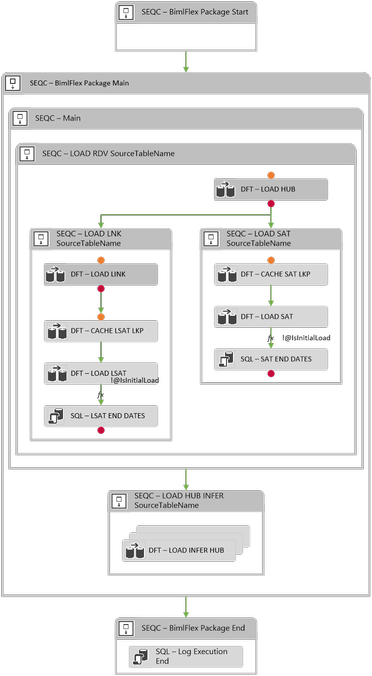 SEQC – BimlFlex Package Start
SEQC – BimlFlex Package Main
SEQC – Main
SEQC – LOAD RDV SourceTableName
DFT – LOAD HUB
SEQC – LOAD LNK
SourceTableName
DFT – LOAD LINK
DFT – CACHE LSAT LKP
DFT – LOAD LSAT
!@IsInitialLoad
fx
SQL – LSAT END DATES
SEQC – LOAD SAT
SourceTableName
DFT – CACHE SAT LKP
DFT – LOAD SAT
fx !@IsInitialLoad
SQL – SAT END DATES
SEQC – LOAD HUB INFER
SourceTableName
DFT – LOAD INFER HUB
SEQC – BimlFlex Package End
SQL – Log Execution
End